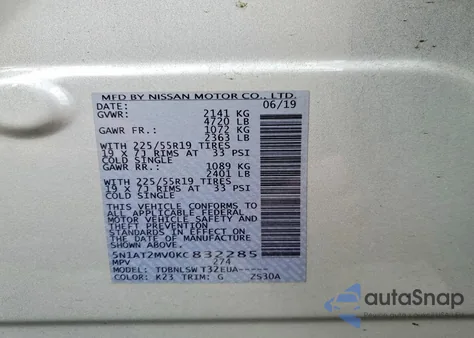 MFD BY NISSAN MOTOR CO., LTD.
DATE: 06/19
GVWR: 2141 KG
4720 LB
GAWR FR.: 1072 KG
2363 LB
WITH 225/55R19 TIRES
19 X 7J RIMS AT 33 PSI
COLD SINGLE
GAWR RR.: 1089 KG
2401 LB
WITH 225/55R19 TIRES
19 X 7J RIMS AT 33 PSI
COLD SINGLE
THIS VEHICLE CONFORMS TO
ALL APPLICABLE FEDERAL
MOTOR VEHICLE SAFETY AND
THEFT PREVENTION
STANDARDS IN EFFECT ON
THE DATE OF MANUFACTURE
SHOWN ABOVE.
5N1AT2MV0KC832285
MPV 274
MODEL: TDBNLSW T32EUA-----
COLOR: K23 TRIM: G ZS30A
autoSnap